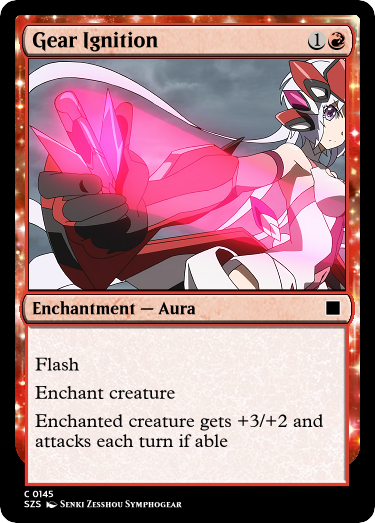 Gear Ignition 1
Enchantment — Aura
Flash
Enchant creature
Enchanted creature gets +3/+2 and
attacks each turn if able
C 0145
SZS Senki Zesshou Symphogear